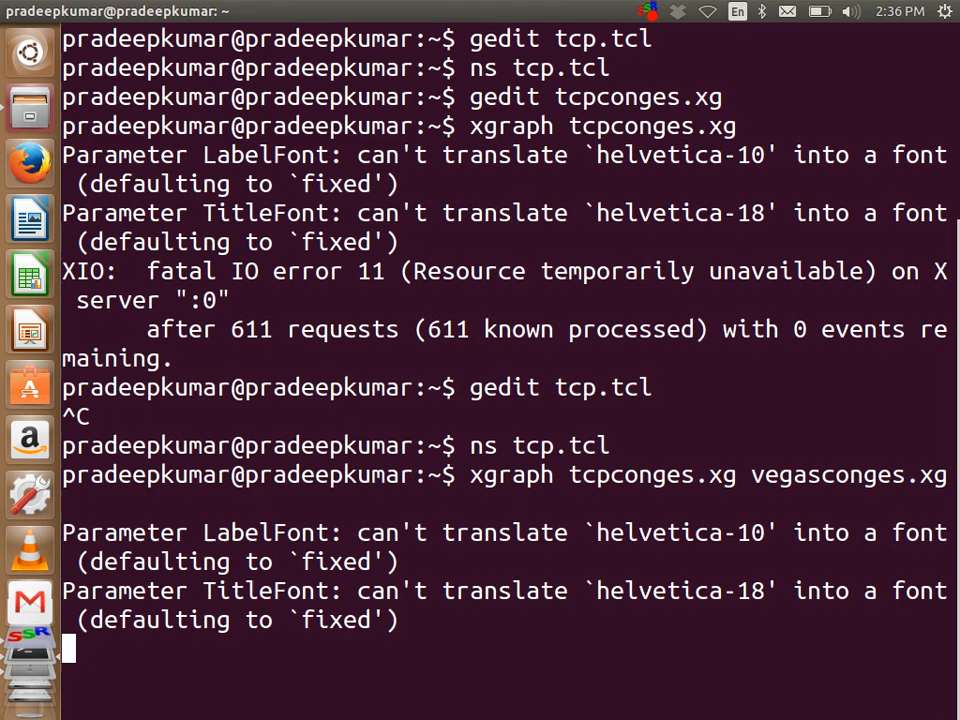 pradeepkumar@pradeepkumar: ~
SSR
En
2:36 PM
pradeepkumar@pradeepkumar:~$ gedit tcp.tcl
pradeepkumar@pradeepkumar:~$ ns tcp.tcl
pradeepkumar@pradeepkumar:~$ gedit tcpconges.xg
pradeepkumar@pradeepkumar:~$ xgraph tcpconges.xg
Parameter LabelFont: can't translate `helvetica-10' into a font
(defaulting to `fixed')
Parameter TitleFont: can't translate `helvetica-18' into a font
(defaulting to `fixed')
XIO:  fatal IO error 11 (Resource temporarily unavailable) on X
server ":0"
after 611 requests (611 known processed) with 0 events re
maining.
pradeepkumar@pradeepkumar:~$ gedit tcp.tcl
^C
pradeepkumar@pradeepkumar:~$ ns tcp.tcl
pradeepkumar@pradeepkumar:~$ xgraph tcpconges.xg vegasconges.xg
Parameter LabelFont: can't translate `helvetica-10' into a font
(defaulting to `fixed')
Parameter TitleFont: can't translate `helvetica-18' into a font
(defaulting to `fixed')
A
a
M
SSR